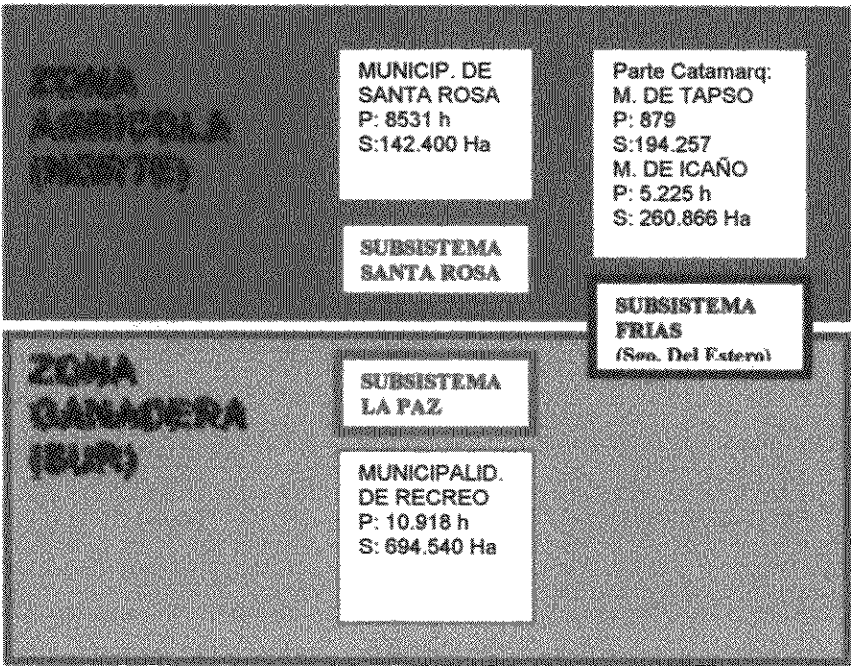 ZONA
AGRICOLA
(NORTE)
MUNICIP. DE
SANTA ROSA
P: 8531 h
S:142.400 Ha
SUBSISTEMA
SANTA ROSA
Parte Catamarq:
M. DE TAPSO
P: 879
S:194.257
M. DE ICAÑO
P: 5.225 h
S: 260.866 Ha
SUBSISTEMA
FRIAS
(Sgo. Del Estero)
ZONA
GANADERA
(SUR)
SUBSISTEMA
LA PAZ
MUNICIPALID.
DE RECREO
P: 10.918 h
S: 694.540 Ha